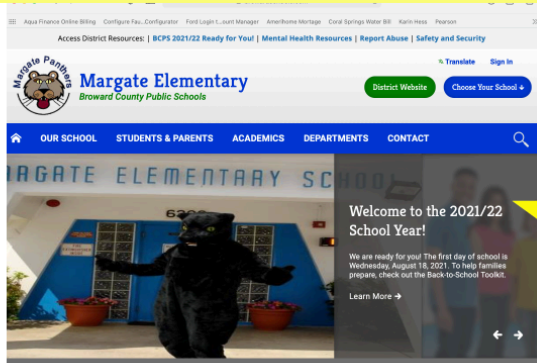 Aqua Finance Online Billing Configure Fau...Configurator Ford Login t...ount Manager Amerihome Mortage Coral Springs Water Bill Karin Hess Pearson
Access District Resources: | BCPS 2021/22 Ready for You! | Mental Health Resources | Report Abuse | Safety and Security
Translate Sign In
Margate Panthers
Margate Elementary
Broward County Public Schools
District Website
Choose Your School
OUR SCHOOL STUDENTS & PARENTS ACADEMICS DEPARTMENTS CONTACT
MARGATE ELEMENTARY SCHOOL
Welcome to the 2021/22
School Year!
We are ready for you! The first day of school is
Wednesday, August 18, 2021. To help families
prepare, check the Back-to-School Toolkit.
Learn More →
← →